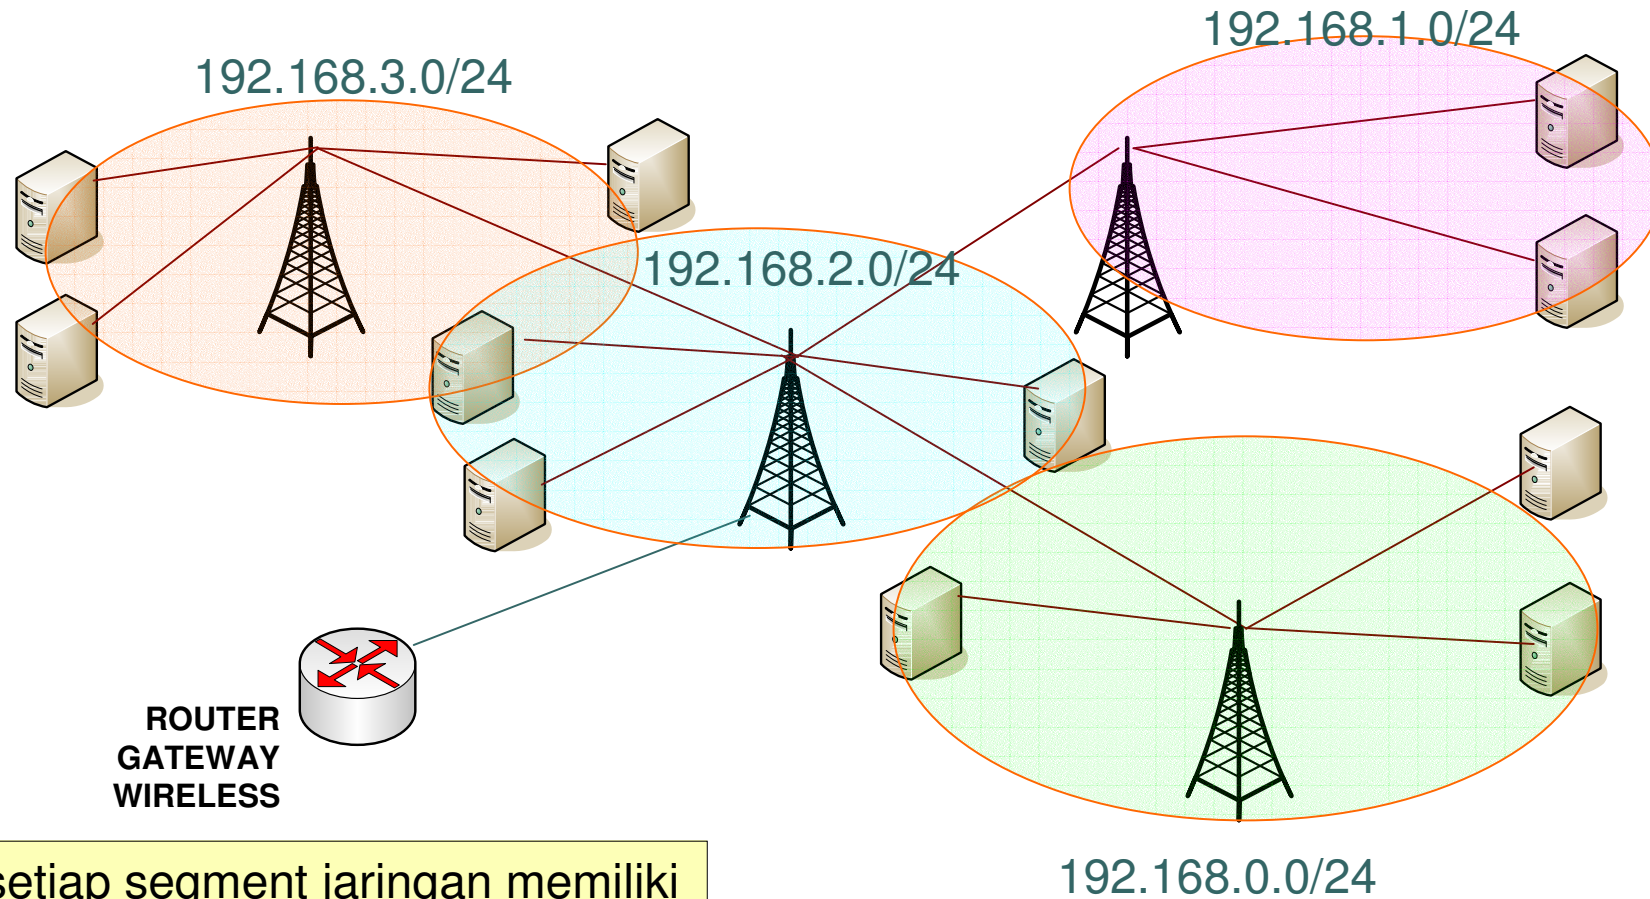 192.168.1.0/24
192.168.3.0/24
192.168.2.0/24
ROUTER
GATEWAY
WIRELESS
setiap segment jaringan memiliki
192.168.0.0/24